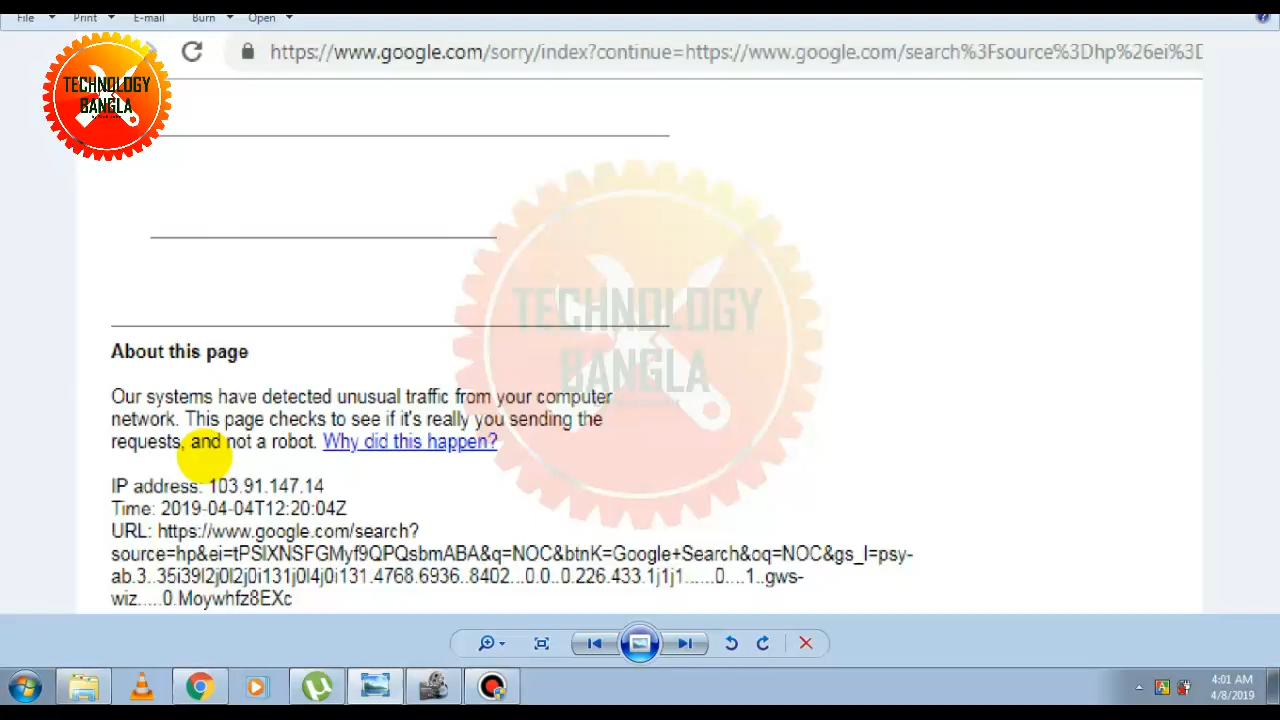 File Print E-mail Burn Open
https://www.google.com/sorry/index?continue=https://www.google.com/search%3Fsource%3Dhp%26ei%3D
TECHNOLOGY
BANGLA
TECHNOLOGY
BANGLA
About this page
Our systems have detected unusual traffic from your computer
network. This page checks to see if it's really you sending the
requests, and not a robot. Why did this happen?
IP address: 103.91.147.14
Time: 2019-04-04T12:20:04Z
URL: https://www.google.com/search?
source=hp&ei=tPSlXNSFGMyf9QPQsbmABA&q=NOC&btnK=Google+Search&oq=NOC&gs_l=psy-
ab.3..35i39l2j0l2j0i131j0l4j0i131.4768.6936..8402...0.0..0.226.433.1j1j1......0....1..gws-
wiz.....0.Moywhfz8EXc
4:01 AM
4/8/2019